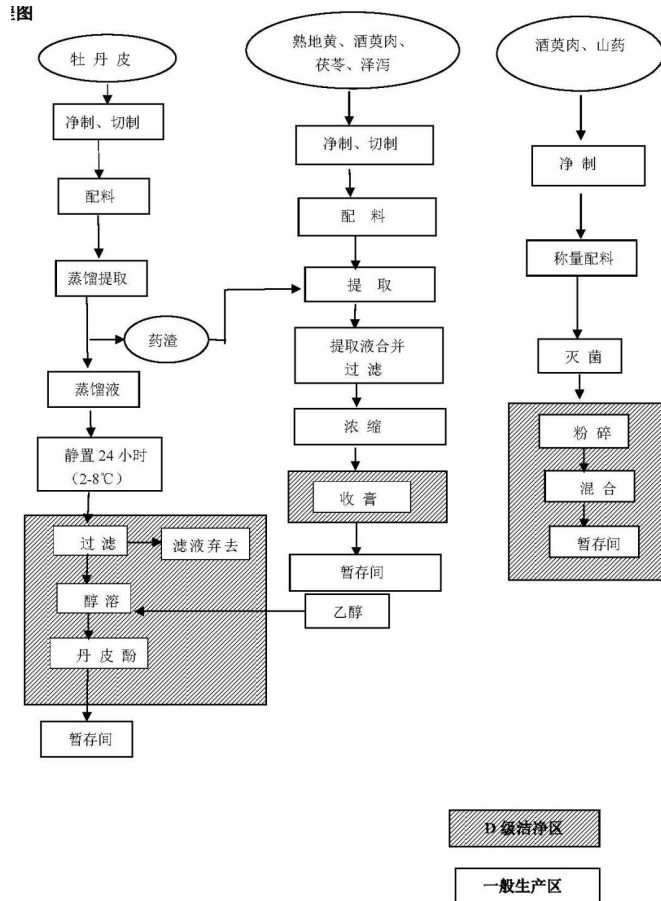 程图
牡 丹 皮
净制、切制
配料
蒸馏提取
药渣
蒸馏液
静置 24 小时
(2-8℃)
过 滤
滤液弃去
醇 溶
丹 皮 酚
暂存间
熟地黄、酒萸肉、
茯苓、泽泻
净制、切制
配 料
提 取
提取液合并
过 滤
浓 缩
收 膏
暂存间
乙醇
酒萸肉、山药
净 制
称量配料
灭 菌
粉 碎
混 合
暂存间
D 级洁净区
一般生产区